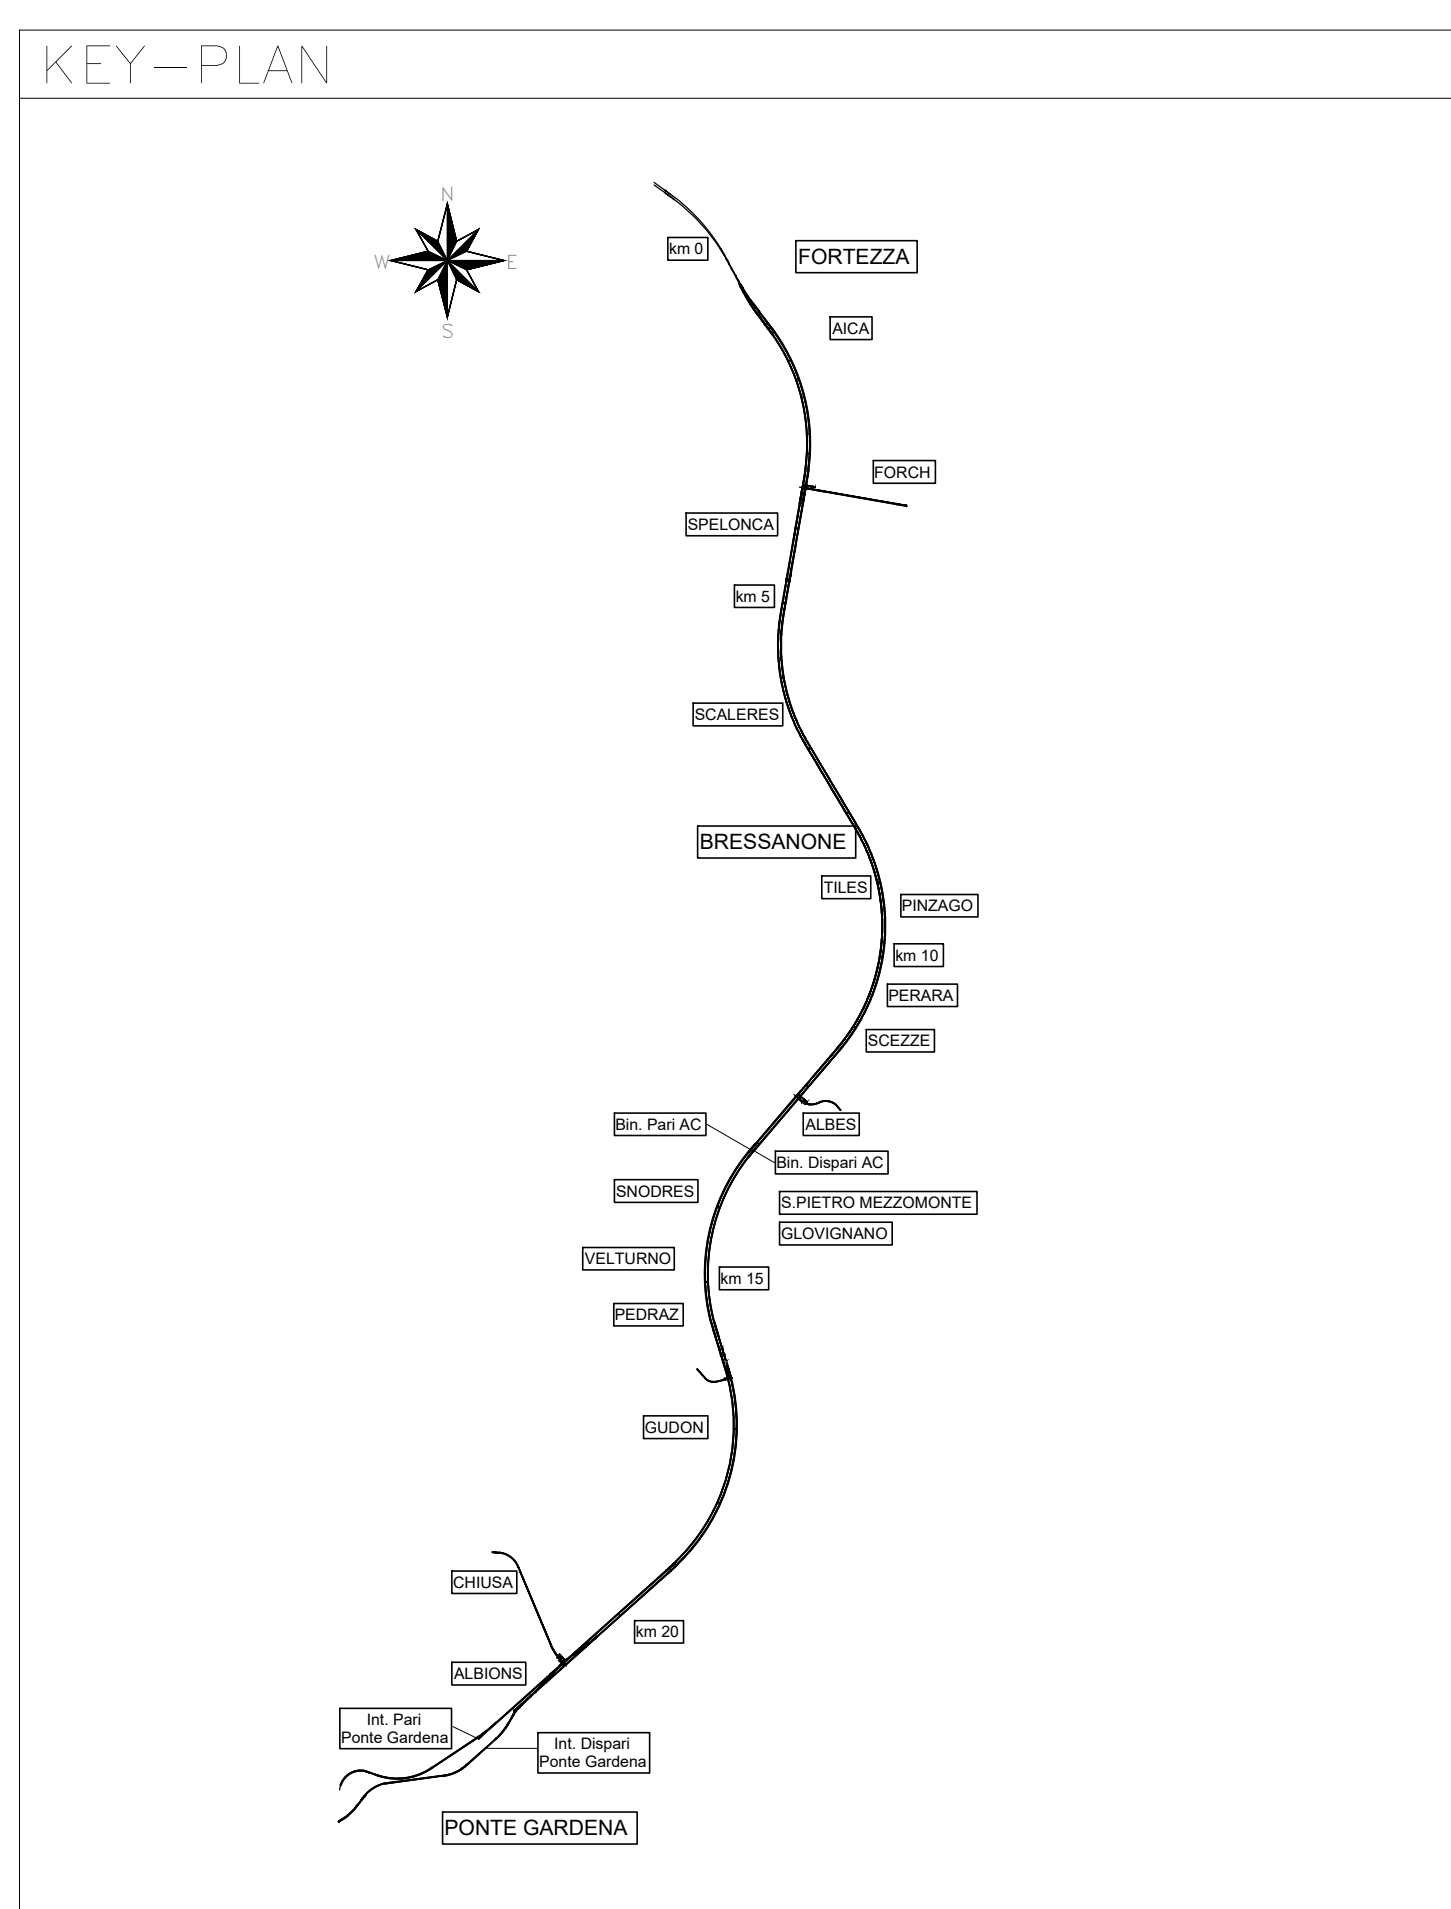 KEY-PLAN
N
W
E
S
km 0
FORTEZZA
AICA
FORCH
SPELONCA
km 5
SCALERES
BRESSANONE
TILES
PINZAGO
km 10
PERARA
SCEZZE
Bin. Pari AC
ALBES
Bin. Dispari AC
SNODRES
S.PIETRO MEZZOMONTE
GLOVIGNANO
VELTURNO
km 15
PEDRAZ
GUDON
CHIUSA
km 20
ALBIONS
Int. Pari
Ponte Gardena
Int. Dispari
Ponte Gardena
PONTE GARDENA